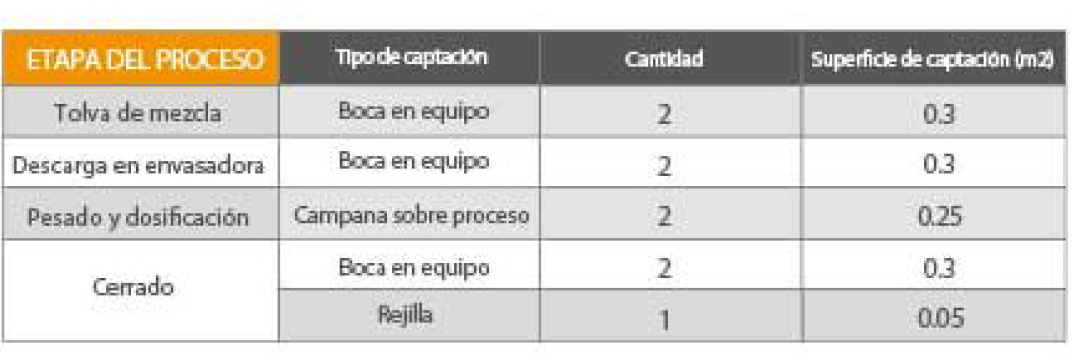 ETAPA DEL PROCESO Tipo de captación Cantidad Superficie de captación (m2)
Tolva de mezcla Boca en equipo 2 0.3
Descarga en envasadora Boca en equipo 2 0.3
Pesado y dosificación Campana sobre proceso 2 0.25
Cerrado Boca en equipo 2 0.3
Rejilla 1 0.05